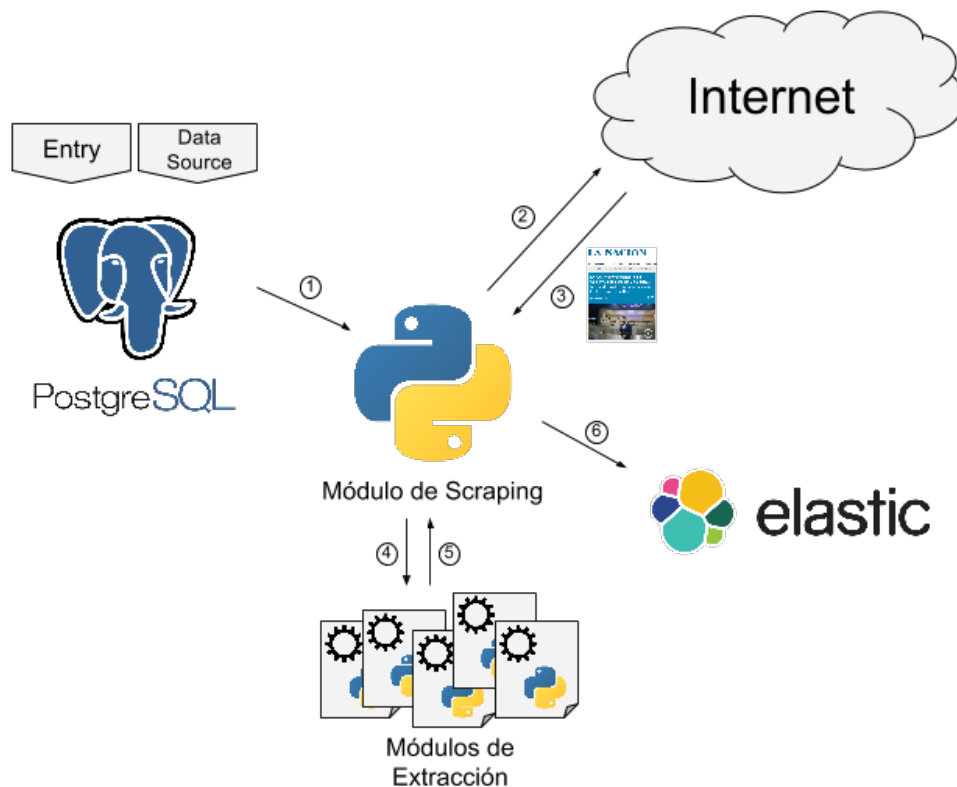 Internet
Entry
Data
Source
②
①
LA NACION
③
PostgreSQL
⑥
Módulo de Scraping
elastic
④
⑤
Módulos de
Extracción